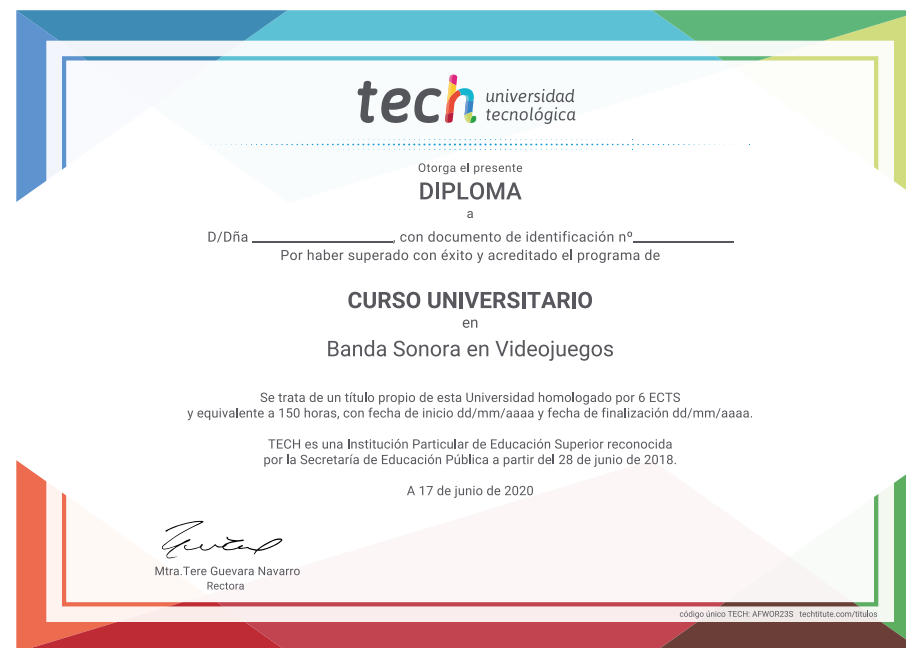 tech universidad
tecnológica
Otorga el presente
DIPLOMA
a
D/Dña ____________________, con documento de identificación nº______________
Por haber superado con éxito y acreditado el programa de
CURSO UNIVERSITARIO
en
Banda Sonora en Videojuegos
Se trata de un título propio de esta Universidad homologado por 6 ECTS
y equivalente a 150 horas, con fecha de inicio dd/mm/aaaa y fecha de finalización dd/mm/aaaa.
TECH es una Institución Particular de Educación Superior reconocida
por la Secretaría de Educación Pública a partir del 28 de junio de 2018.
A 17 de junio de 2020
Mtra.Tere Guevara Navarro
Rectora
código único TECH: AFWOR23S techtitute.com/titulos